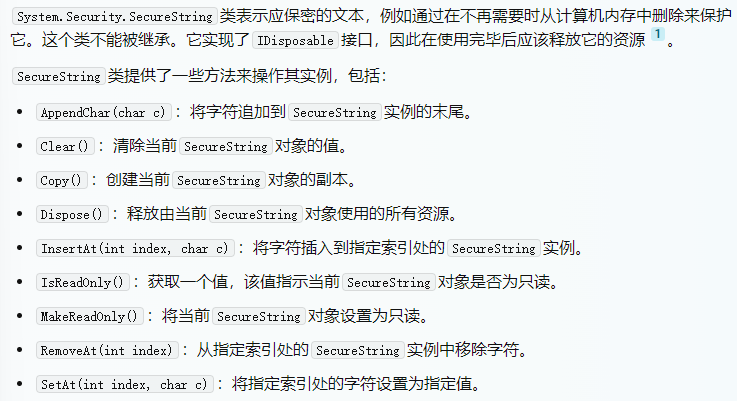 System.Security.SecureString 类表示应保密的文本，例如通过在不再需要时从计算机内存中删除来保护
它。这个类不能被继承。它实现了 IDisposable 接口，因此在使用完毕后应该释放它的资源 1 。
SecureString 类提供了一些方法来操作其实例，包括：
• AppendChar(char c) ：将字符追加到 SecureString 实例的末尾。
• Clear() ：清除当前 SecureString 对象的值。
• Copy() ：创建当前 SecureString 对象的副本。
• Dispose() ：释放由当前 SecureString 对象使用的所有资源。
• InsertAt(int index, char c) ：将字符插入到指定索引处的 SecureString 实例。
• IsReadOnly() ：获取一个值，该值指示当前 SecureString 对象是否为只读。
• MakeReadOnly() ：将当前 SecureString 对象设置为只读。
• RemoveAt(int index) ：从指定索引处的 SecureString 实例中移除字符。
• SetAt(int index, char c) ：将指定索引处的字符设置为指定值。